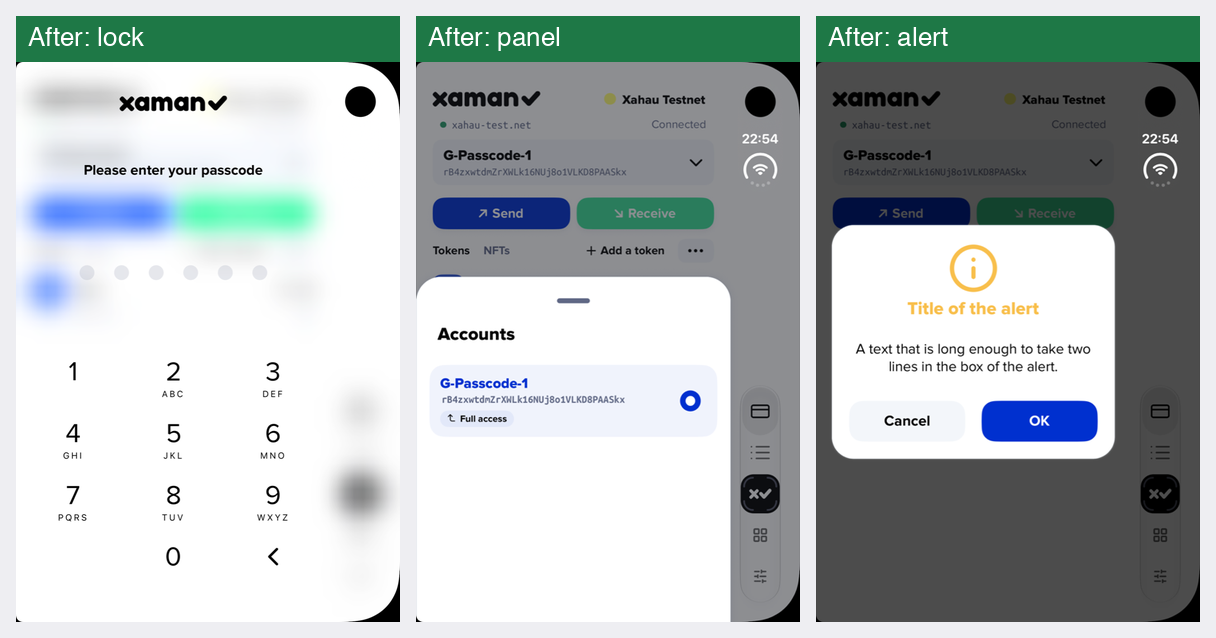 After: lock
xaman
Please enter your passcode
1
2
ABC
3
DEF
4
GHI
5
JKL
6
MNO
7
PQRS
8
TUV
9
WXYZ
0
After: panel
xaman
Xahau Testnet
xahau-test.net
Connected
22:54
G-Passcode-1
rB4zxwtdmZrXWLk16NUj8o1VLKD8PAASkx
Send
Receive
Tokens
NFTs
+ Add a token
Accounts
G-Passcode-1
rB4zxwtdmZrXWLk16NUj8o1VLKD8PAASkx
Full access
After: alert
xaman
Xahau Testnet
xahau-test.net
Connected
22:54
G-Passcode-1
rB4zxwtdmZrXWLk16NUj8o1VLKD8PAASkx
Send
Receive
Title of the alert
A text that is long enough to take two
lines in the box of the alert.
Cancel
OK